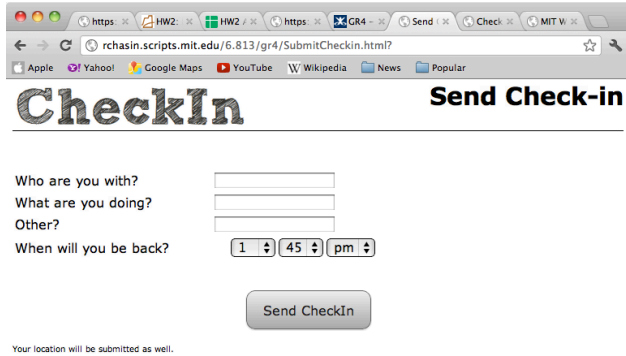 https: HW2: HW2 / https: GR4 - Send Check MIT W
rchasin.scripts.mit.edu/6.813/gr4/SubmitCheckin.html?
Apple Yahoo! Google Maps YouTube Wikipedia News Popular
CheckIn Send Check-in
Who are you with?
What are you doing?
Other?
When will you be back? 1 45 pm
Send CheckIn
Your location will be submitted as well.